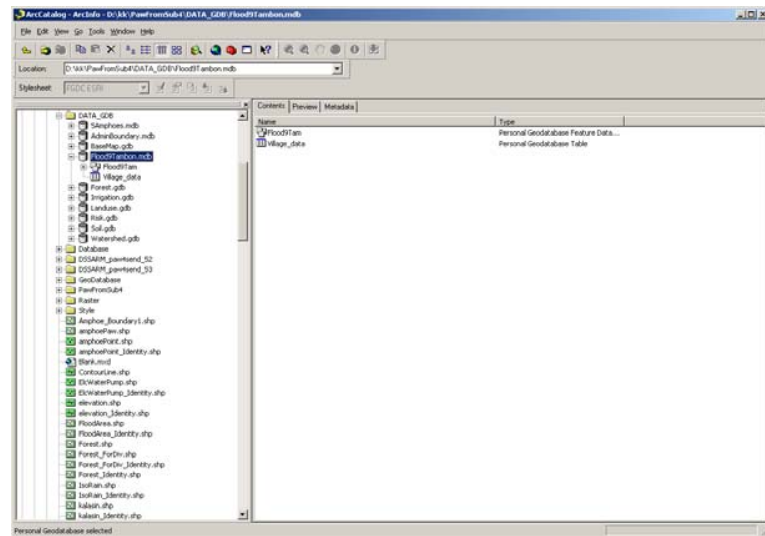 ArcCatalog - ArcInfo - D:\kk\PawFromSub4\DATA_GDB\Flood9Tambon.mdb
File Edit View Go Tools Window Help
Location: D:\kk\PawFromSub4\DATA_GDB\Flood9Tambon.mdb
Stylesheet: FGDC ESRI
Contents Preview Metadata
Name Type
Flood9Tam Personal Geodatabase Feature Data...
Village_data Personal Geodatabase Table
DATA_GDB
5Amphoes.mdb
AdminBoundary.mdb
BaseMap.gdb
Flood9Tambon.mdb
Flood9Tam
Village_data
Forest.gdb
Irrigation.gdb
Landuse.gdb
Risk.gdb
Soil.gdb
Watershed.gdb
Database
DSSARM_paw4send_52
DSSARM_paw4send_53
GeoDatabase
PawFromSub4
Raster
Style
Amphoe_Boundary1.shp
amphoePaw.shp
amphoePoint.shp
amphoePoint_Identity.shp
Blank.mxd
ContourLine.shp
ElcWaterPump.shp
ElcWaterPump_Identity.shp
elevation.shp
elevation_Identity.shp
FloodArea.shp
FloodArea_Identity.shp
Forest.shp
Forest_ForDiv.shp
Forest_ForDiv_Identity.shp
Forest_Identity.shp
IsoRain.shp
IsoRain_Identity.shp
kalasin.shp
kalasin_Identity.shp
Personal Geodatabase selected